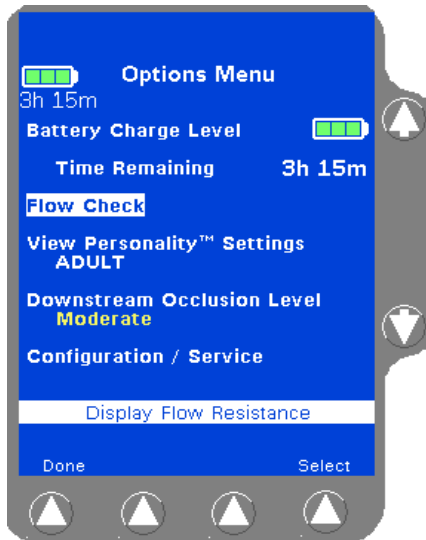 Options Menu
3h 15m
Battery Charge Level
Time Remaining 3h 15m
Flow Check
View Personality™ Settings
ADULT
Downstream Occlusion Level
Moderate
Configuration / Service
Display Flow Resistance
Done Select